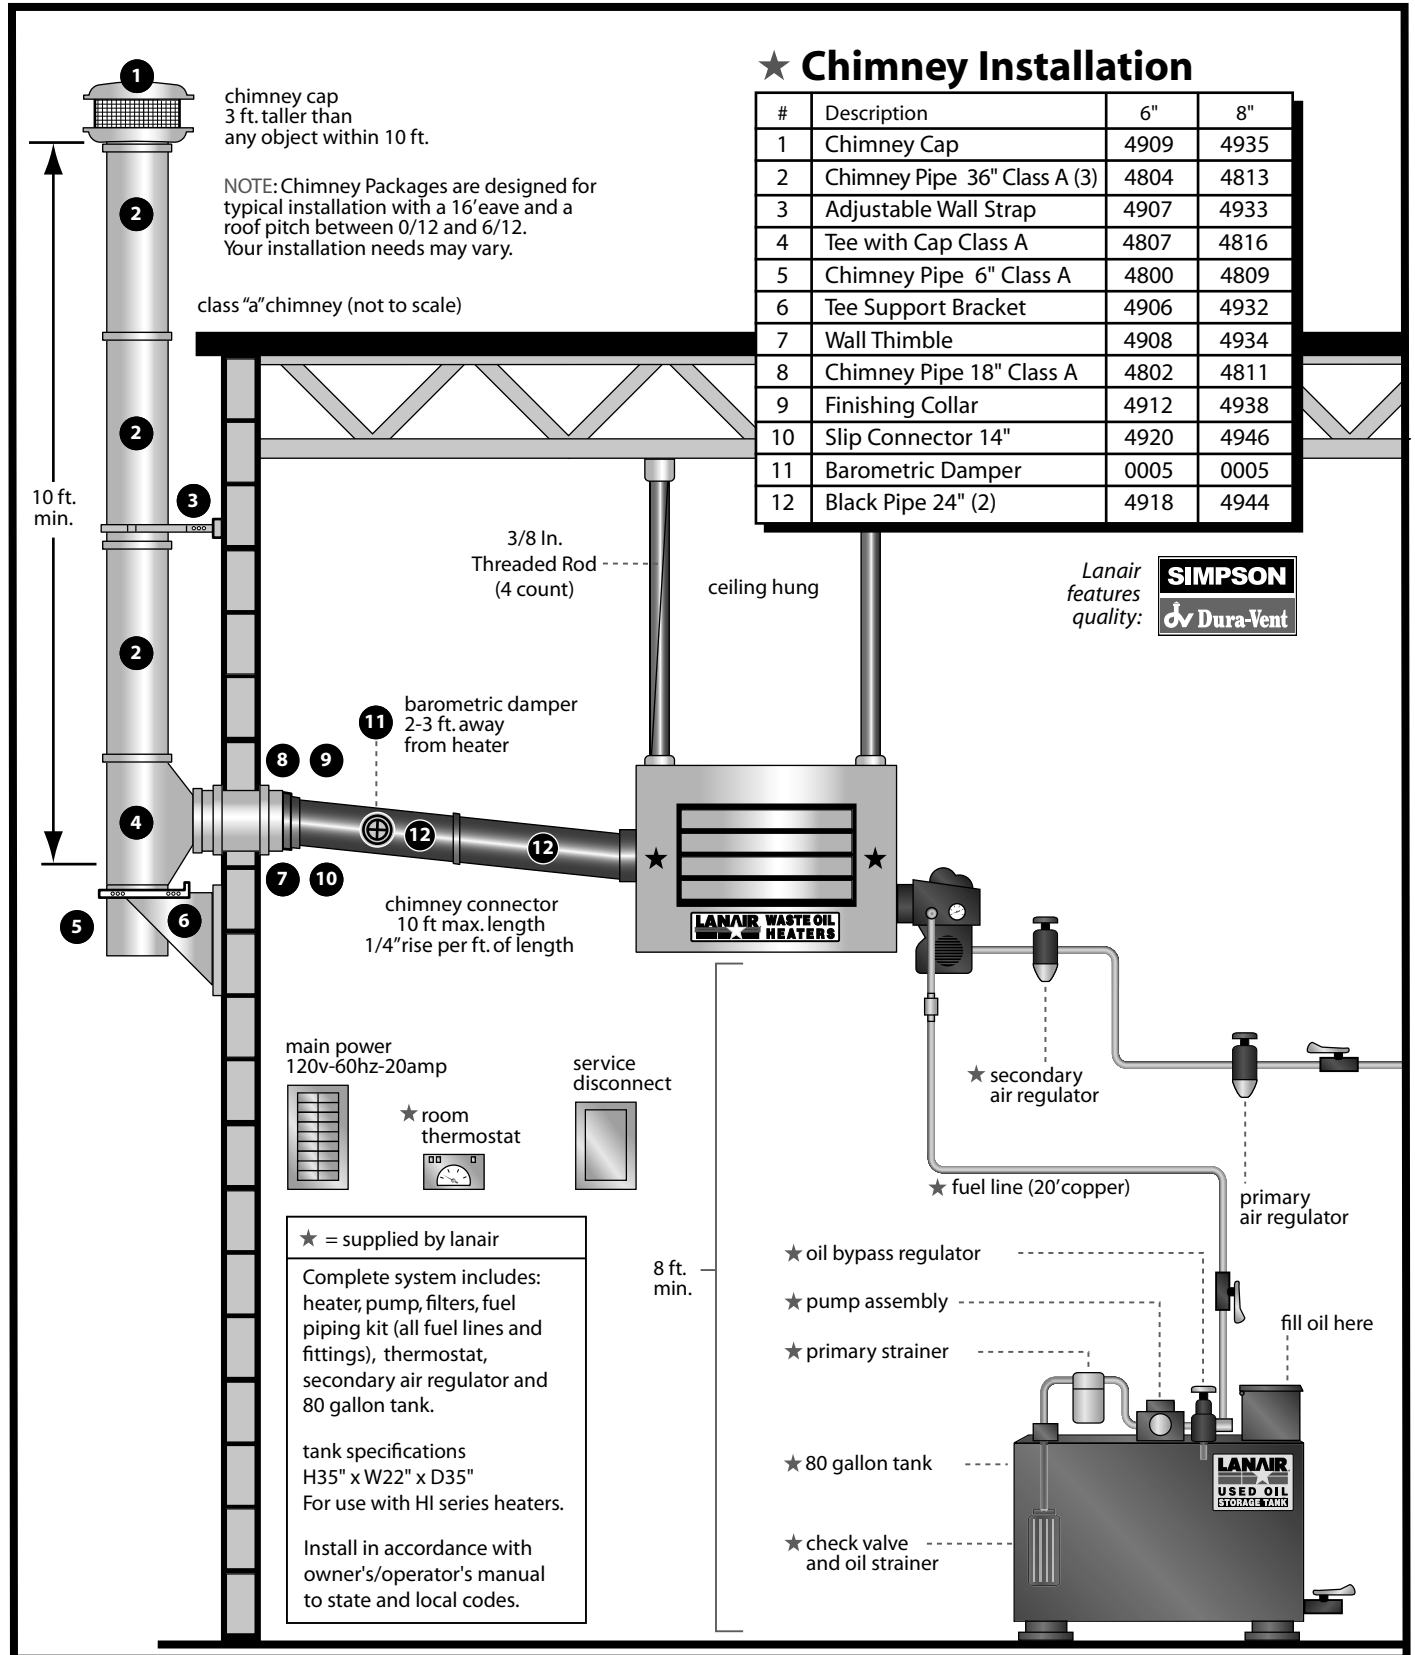 ★ Chimney Installation
# Description 6" 8"
1 Chimney Cap 4909 4935
2 Chimney Pipe 36" Class A (3) 4804 4813
3 Adjustable Wall Strap 4907 4933
4 Tee with Cap Class A 4807 4816
5 Chimney Pipe 6" Class A 4800 4809
6 Tee Support Bracket 4906 4932
7 Wall Thimble 4908 4934
8 Chimney Pipe 18" Class A 4802 4811
9 Finishing Collar 4912 4938
10 Slip Connector 14" 4920 4946
11 Barometric Damper 0005 0005
12 Black Pipe 24" (2) 4918 4944
1
chimney cap
3 ft. taller than
any object within 10 ft.
NOTE: Chimney Packages are designed for
typical installation with a 16' eave and a
roof pitch between 0/12 and 6/12.
Your installation needs may vary.
class "a" chimney (not to scale)
2
2
10 ft.
min.
3
2
3/8 In.
Threaded Rod
(4 count)
ceiling hung
Lanair
features
quality:
SIMPSON
dv Dura-Vent
11
barometric damper
2-3 ft. away
from heater
8 9
4
12
12
7 10
5
6
chimney connector
10 ft max. length
1/4" rise per ft. of length
LANAIR WASTE OIL
HEATERS
main power
120v-60hz-20amp
★ room
thermostat
service
disconnect
★ secondary
air regulator
primary
air regulator
★ fuel line (20' copper)
8 ft.
min.
★ oil bypass regulator
★ pump assembly
★ primary strainer
fill oil here
★ 80 gallon tank
★ check valve
and oil strainer
LANAIR
USED OIL
STORAGE TANK
★ = supplied by lanair
Complete system includes:
heater, pump, filters, fuel
piping kit (all fuel lines and
fittings), thermostat,
secondary air regulator and
80 gallon tank.
tank specifications
H35" x W22" x D35"
For use with HI series heaters.
Install in accordance with
owner's/operator's manual
to state and local codes.